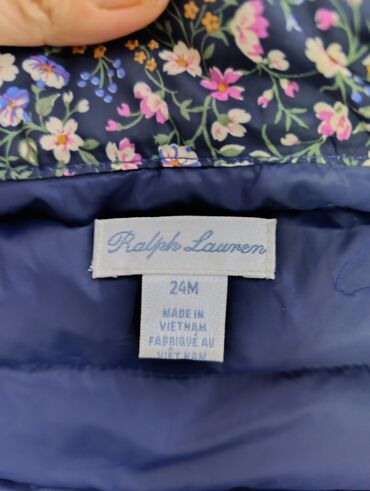 Ralph Lauren
24M
MADE IN
VIETNAM
FABRIQUÉ AU
VIET NAM